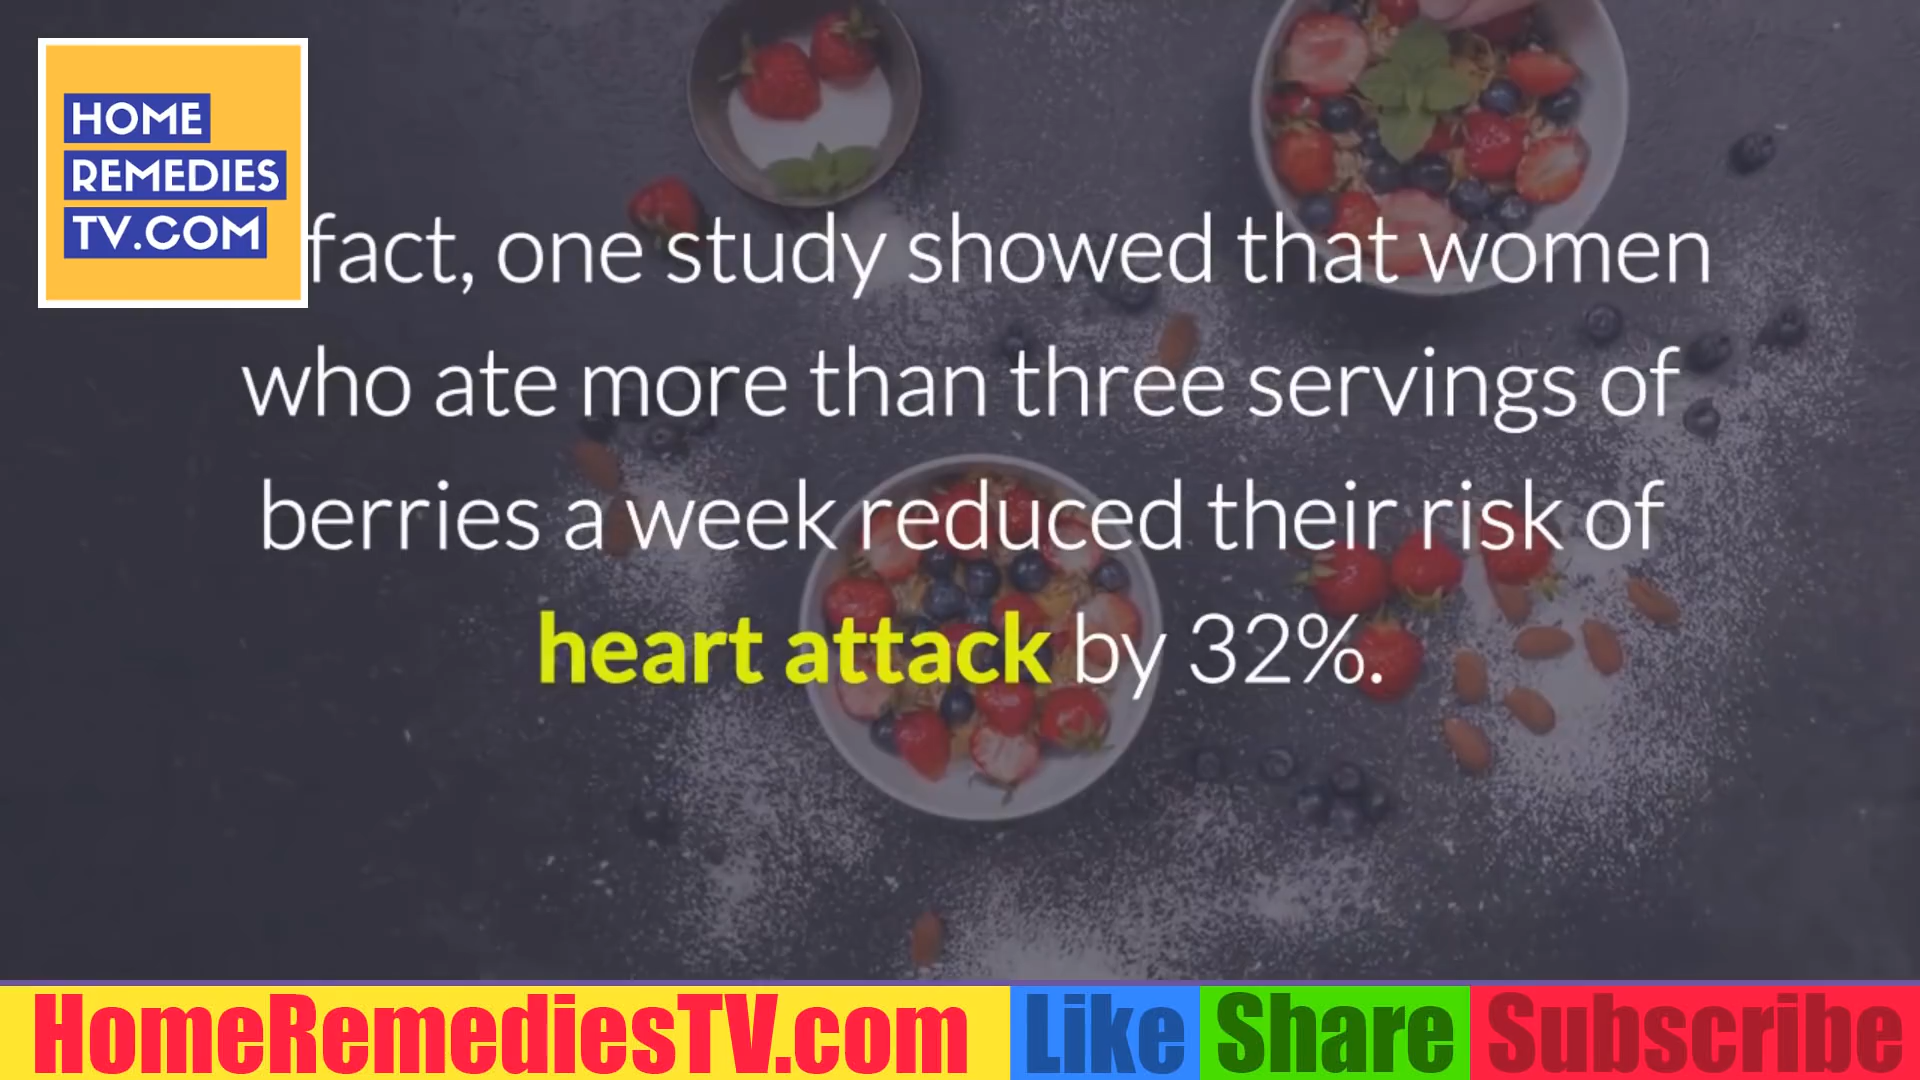 HOME
REMEDIES
TV.COM
fact, one study showed that women
who ate more than three servings of
berries a week reduced their risk of
heart attack by 32%.
HomeRemediesTV.com Like Share Subscribe